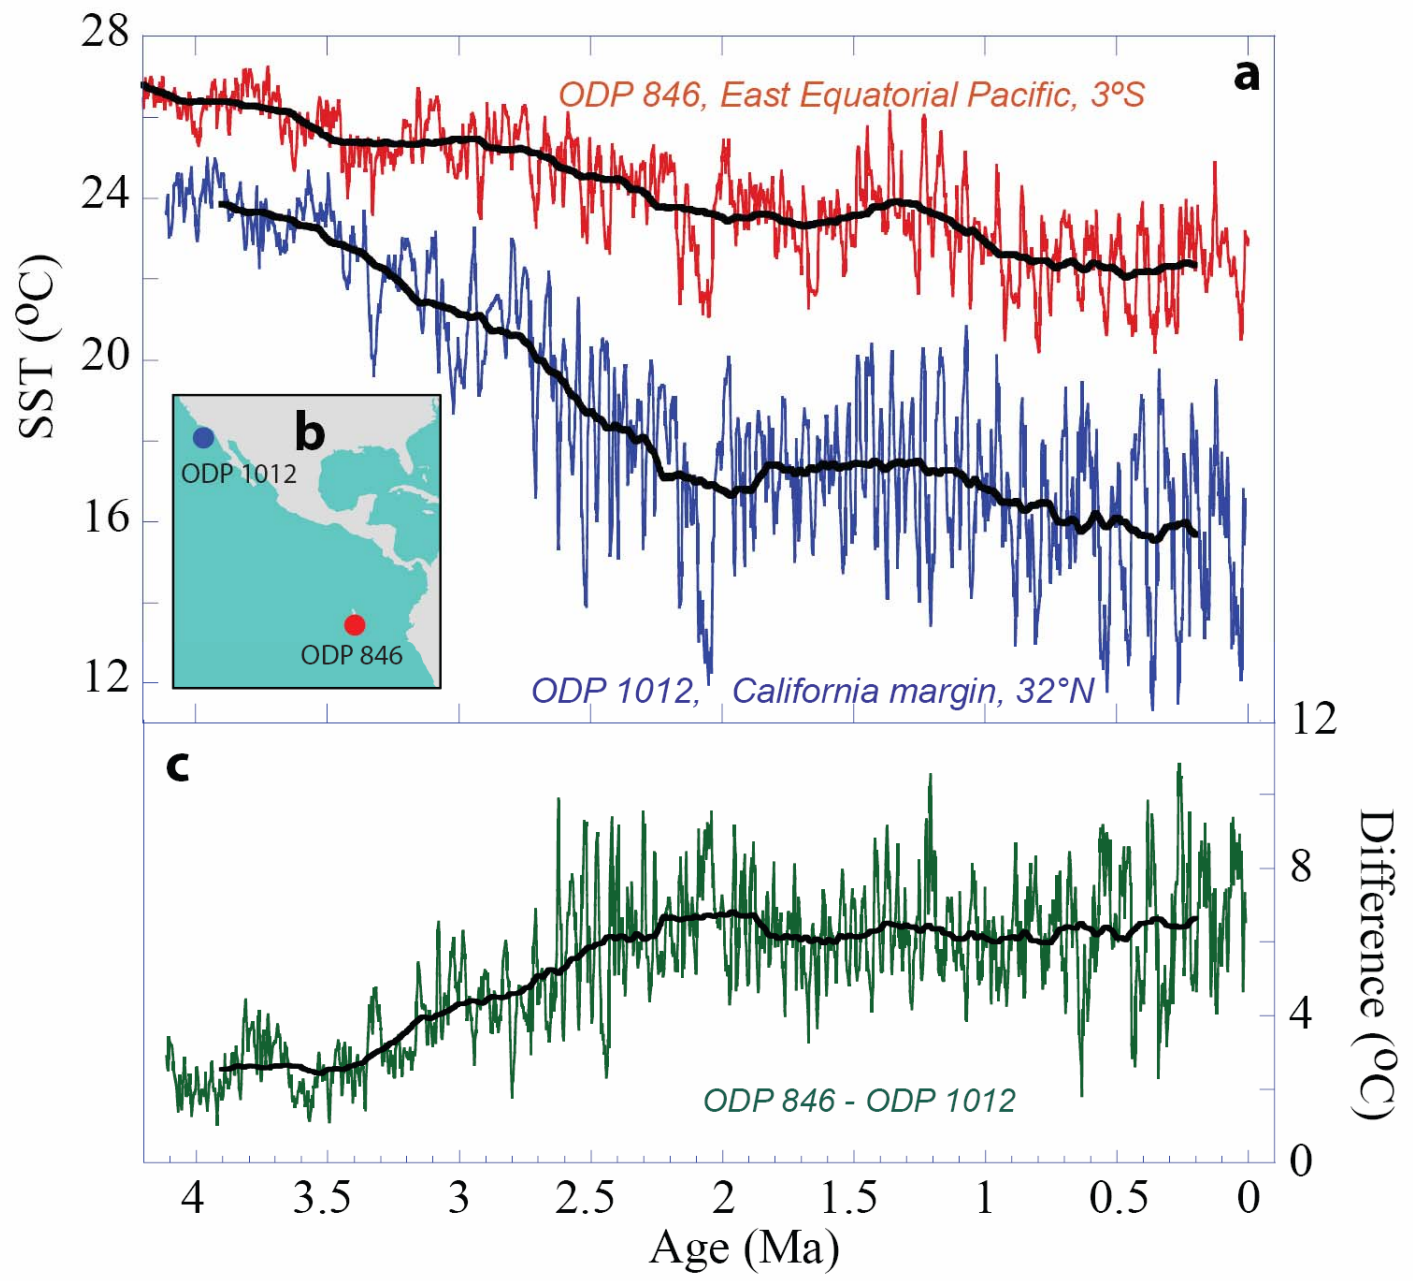 28
a
ODP 846, East Equatorial Pacific, 3ºS
24
SST (ºC)
20
b
ODP 1012
16
ODP 846
12
ODP 1012, California margin, 32°N
12
c
8
Difference (ºC)
4
ODP 846 - ODP 1012
0
4 3.5 3 2.5 2 1.5 1 0.5 0
Age (Ma)